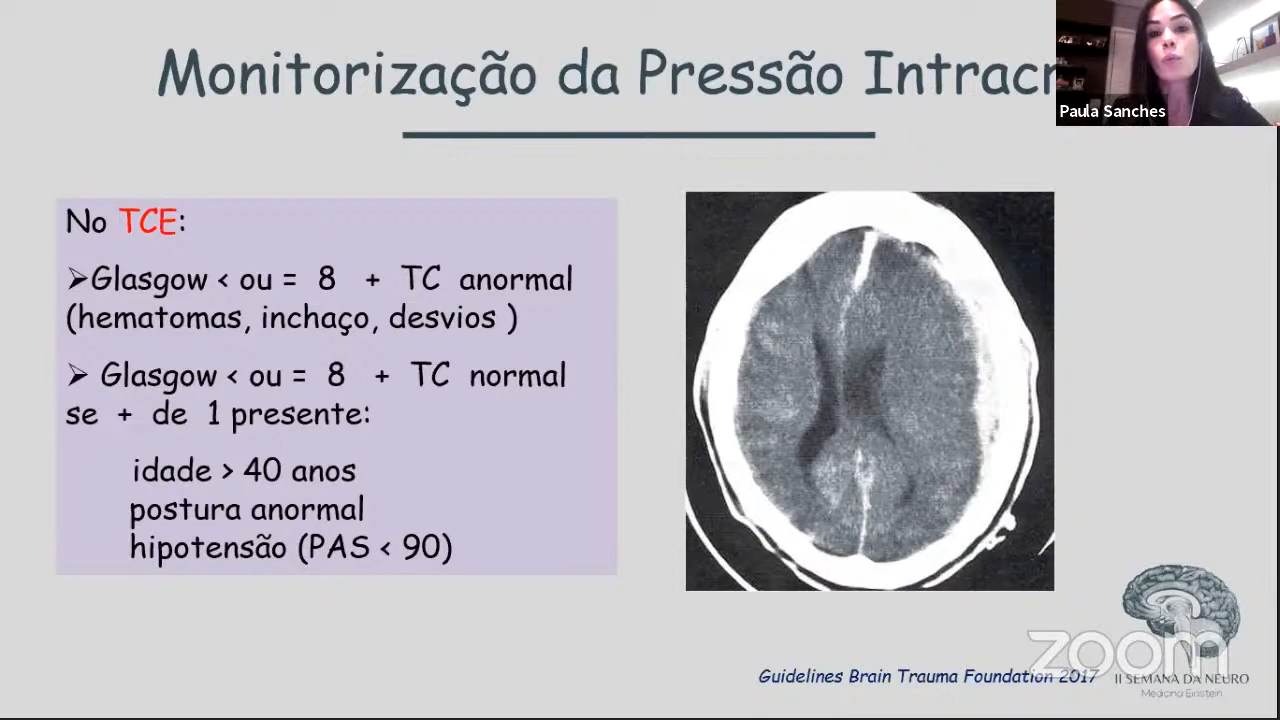 Monitorização da Pressão Intracr
Paula Sanches
No TCE:
➢Glasgow < ou = 8 + TC anormal
(hematomas, inchaço, desvios )
➢ Glasgow < ou = 8 + TC normal
se + de 1 presente:
idade > 40 anos
postura anormal
hipotensão (PAS < 90)
zoom
Guidelines Brain Trauma Foundation 2017
II SEMANA DA NEURO
Medicina Einstein